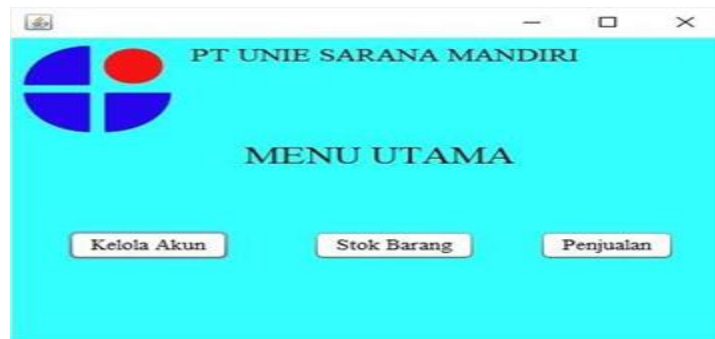 PT UNIE SARANA MANDIRI
MENU UTAMA
Kelola Akun Stok Barang Penjualan